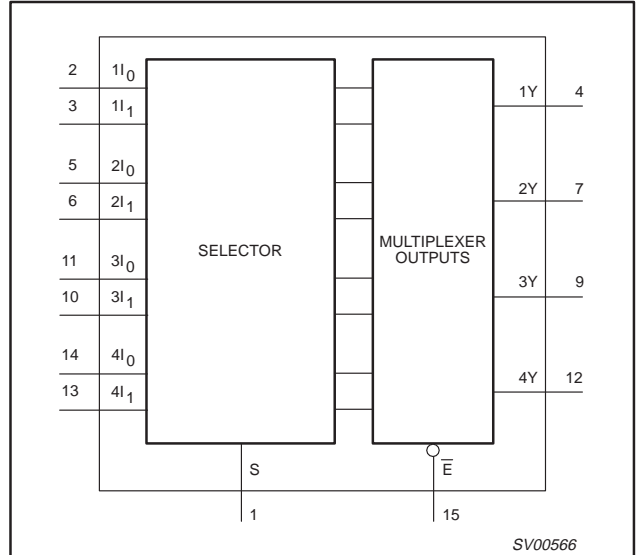 2 1I0 1Y 4
3 1I1
5 2I0 2Y 7
6 2I1
SELECTOR
MULTIPLEXER
OUTPUTS
11 3I0 3Y 9
10 3I1
14 4I0 4Y 12
13 4I1
S E̅
1 15
SV00566